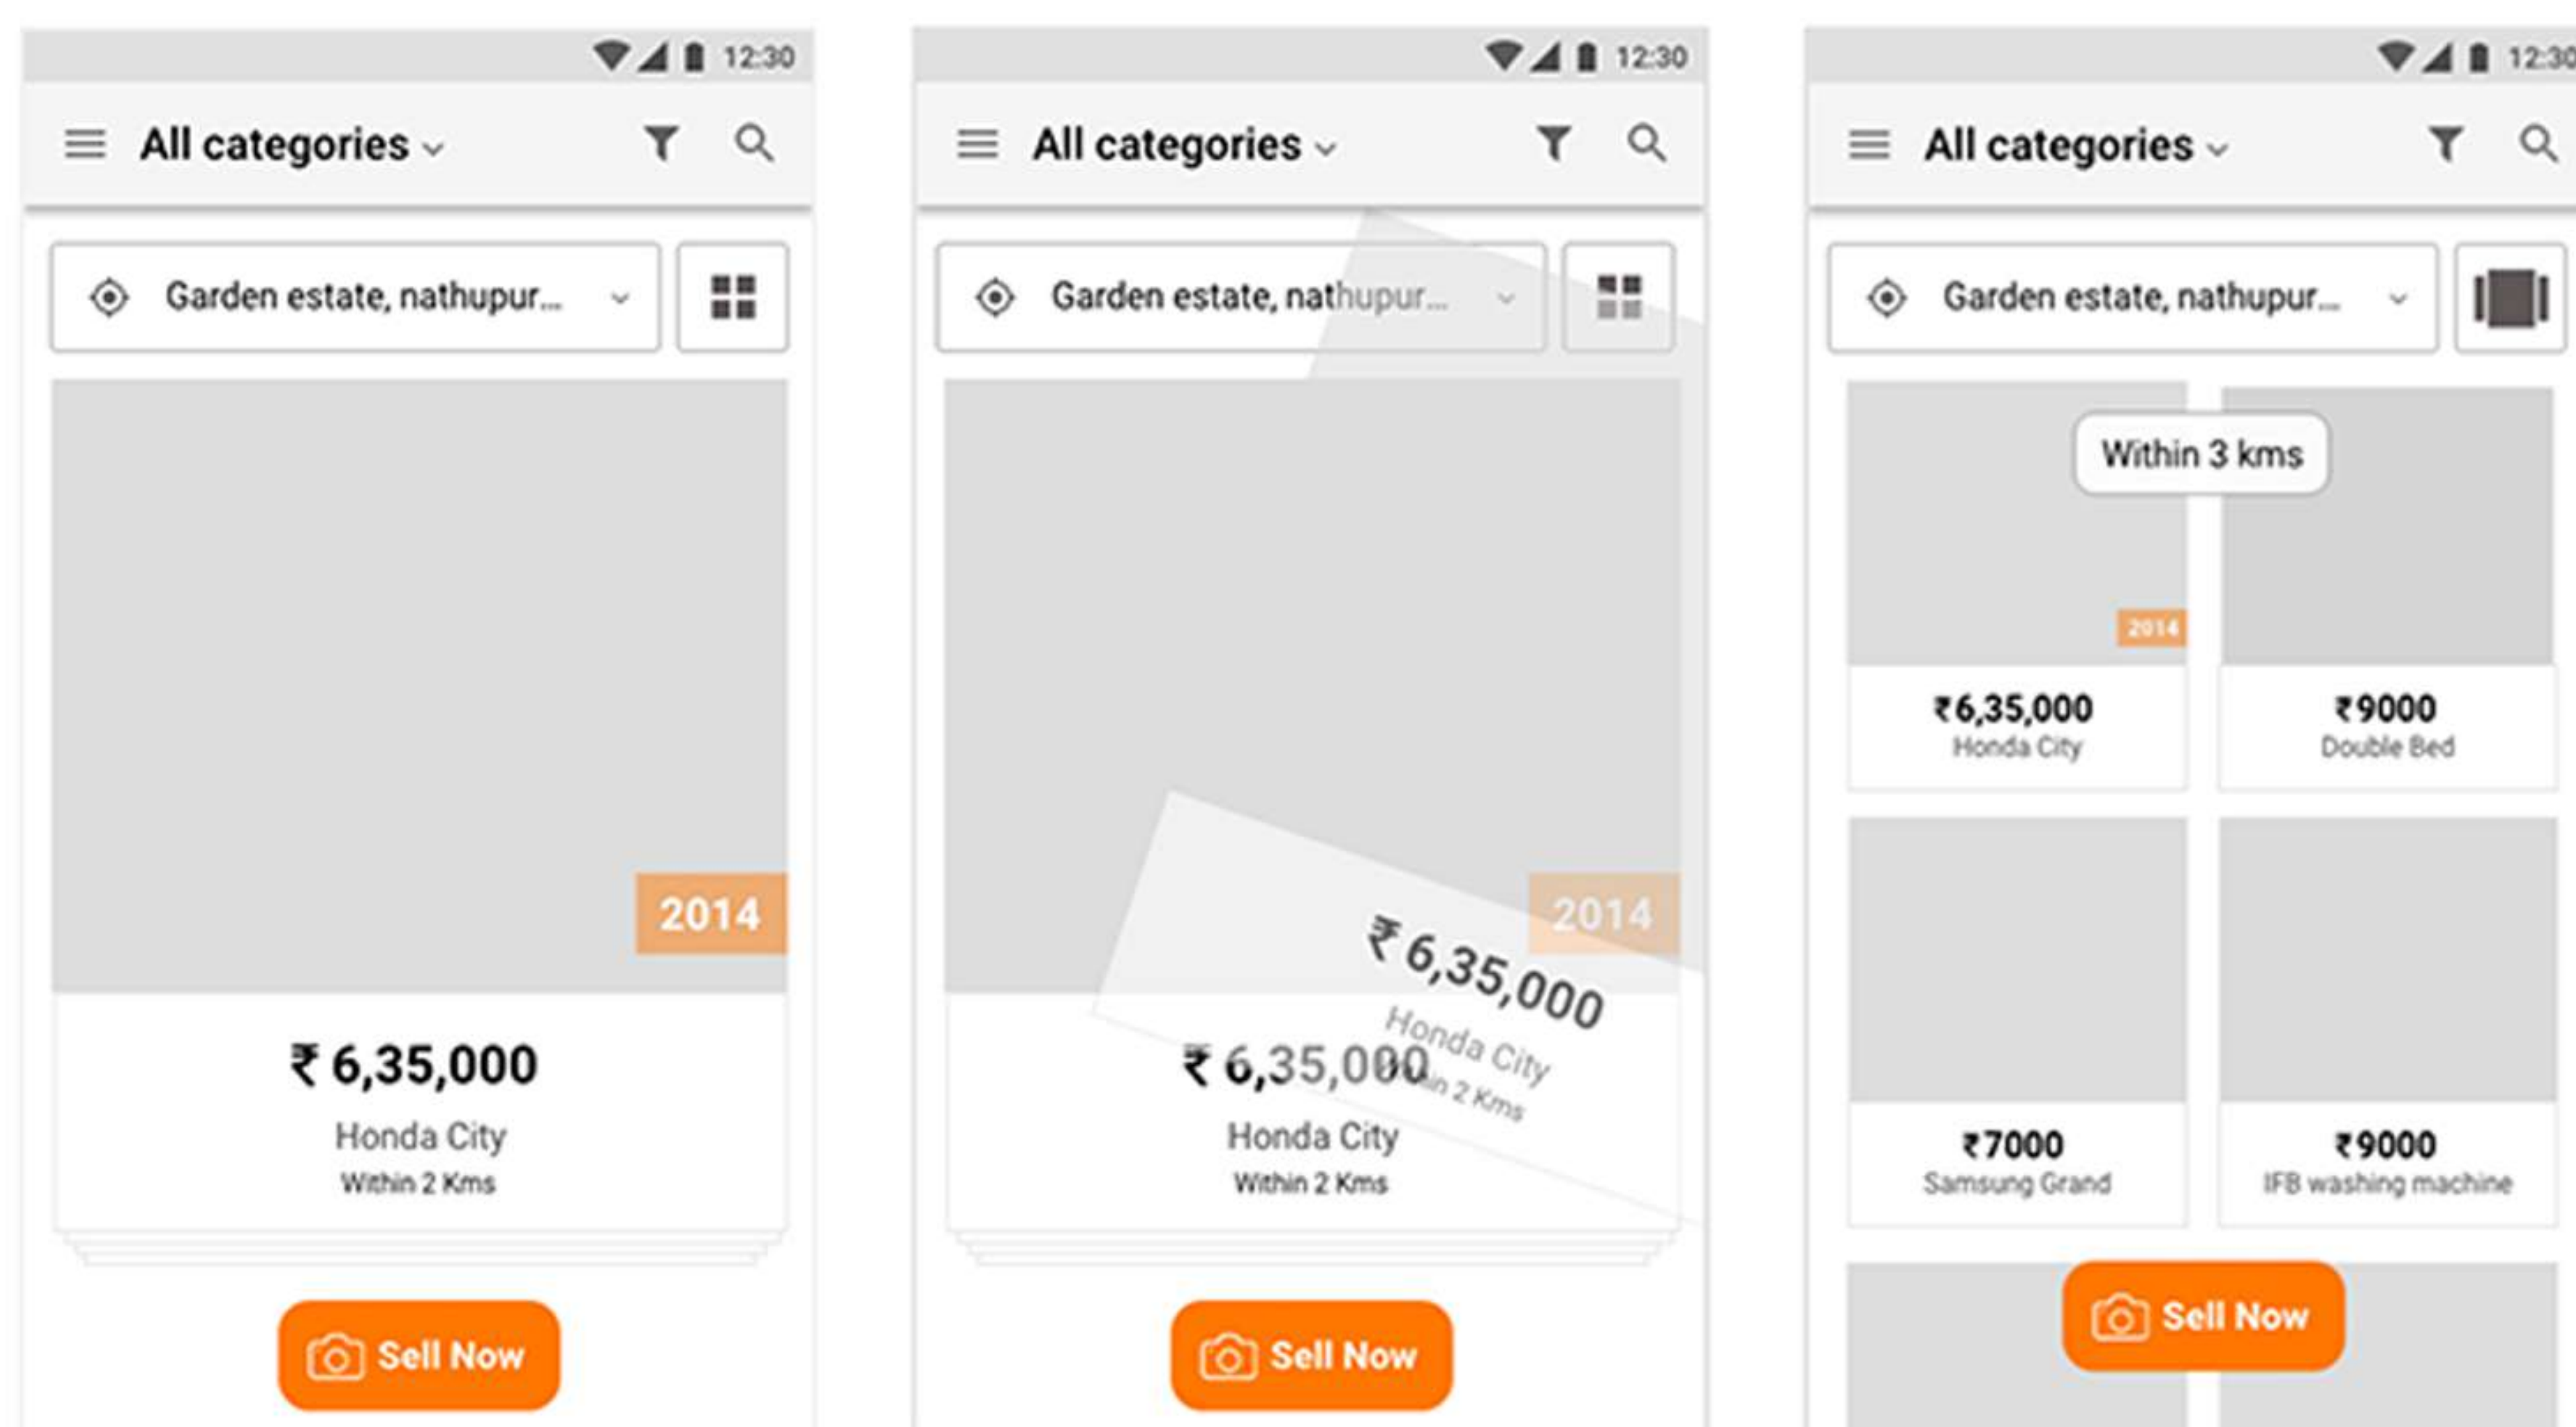 12:30
All categories
Garden estate, nathupur...
2014
₹ 6,35,000
Honda City
Within 2 Kms
Sell Now
12:30
All categories
Garden estate, nathupur...
2014
₹ 6,35,000
Honda City
2 Kms
₹ 6,35,000
Honda City
Within 2 Kms
Sell Now
12:30
All categories
Garden estate, nathupur...
Within 3 kms
2014
₹6,35,000
Honda City
₹9000
Double Bed
₹7000
Samsung Grand
₹9000
IFB washing machine
Sell Now